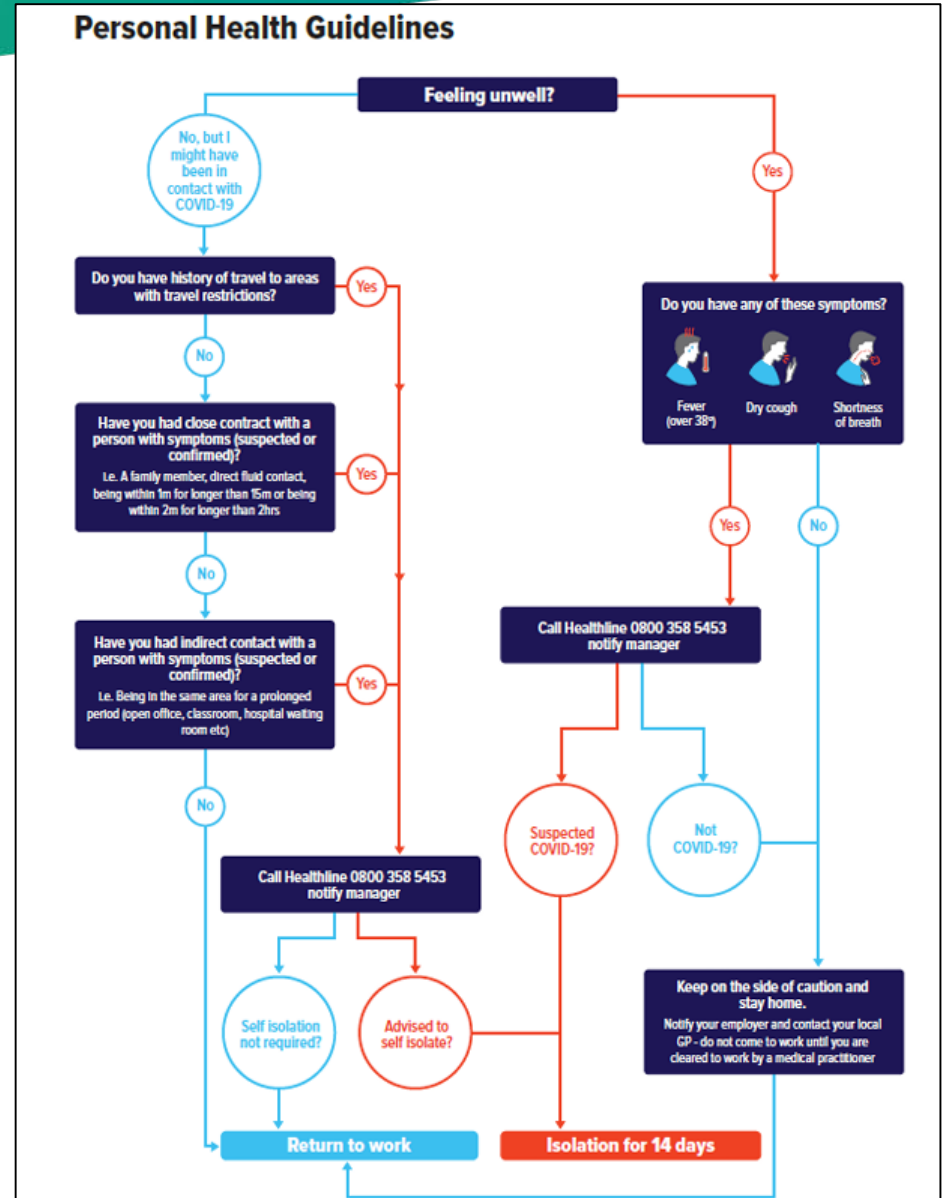 Personal Health Guidelines
Feeling unwell?
No, but I
might have
been in
contact with
COVID-19
Yes
Do you have history of travel to areas
with travel restrictions?
Yes
No
Do you have any of these symptoms?
Fever
(over 38°)
Dry cough
Shortness
of breath
Have you had close contract with a
person with symptoms (suspected or
confirmed)?
i.e. A family member, direct fluid contact,
being within 1m for longer than 15m or being
within 2m for longer than 2hrs
Yes
No
Yes
No
Have you had indirect contact with a
person with symptoms (suspected or
confirmed)?
i.e. Being in the same area for a prolonged
period (open office, classroom, hospital waiting
room etc)
Yes
No
Call Healthline 0800 358 5453
notify manager
Suspected
COVID-19?
Not
COVID-19?
Call Healthline 0800 358 5453
notify manager
Self isolation
not required?
Advised to
self isolate?
Keep on the side of caution and
stay home.
Notify your employer and contact your local
GP - do not come to work until you are
cleared to work by a medical practitioner
Return to work
Isolation for 14 days